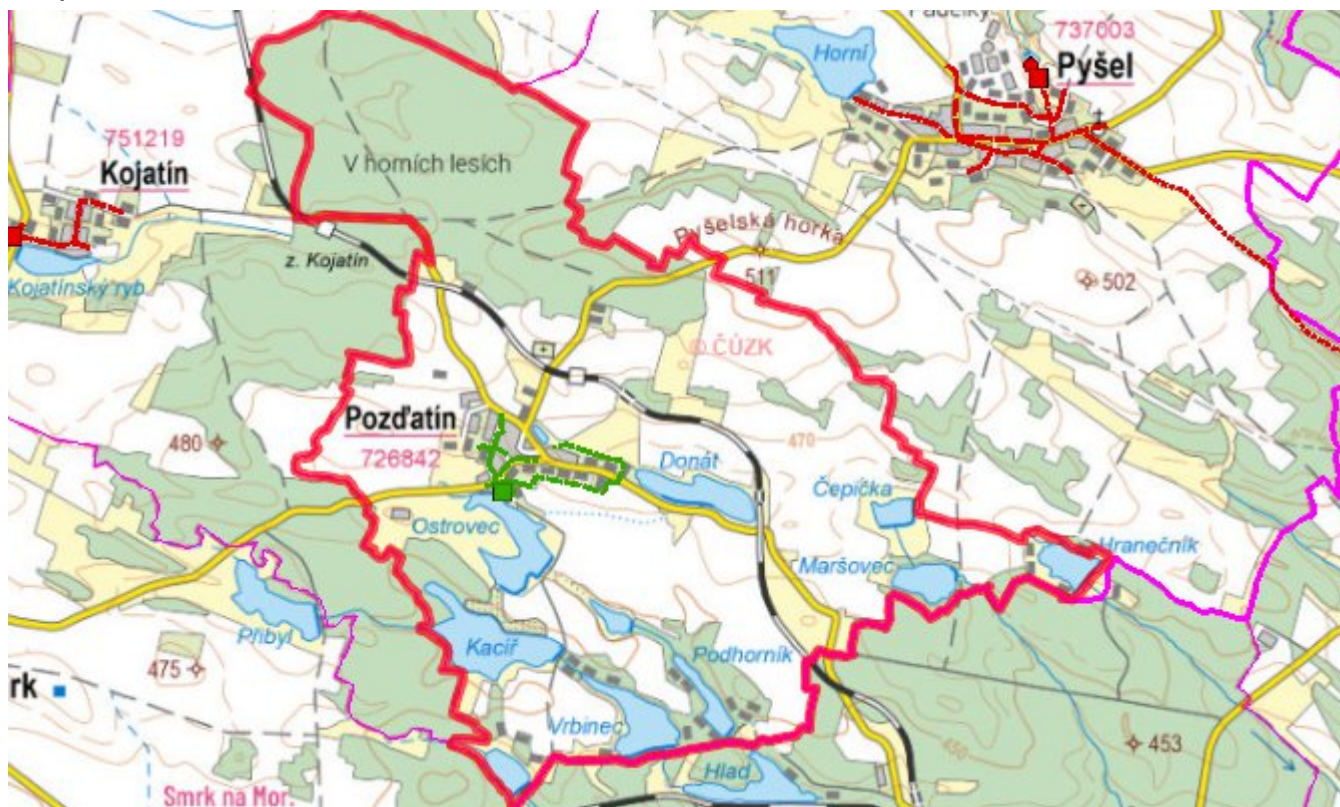 Horní
737003
Pyšel
751219
Kojatín
V horních lesích
Pyšelská horka
z. Kojatín
511
502
Kojatínský ryb
© ČÚZK
Pozďatín
480
726842
470
Donát
Čepička
Ostrovec
Hranečník
Maršovec
Přibyl
Kacíř
Podhorník
475
rk
Vrbinec
453
450
Hlad
Smrk na Mor.